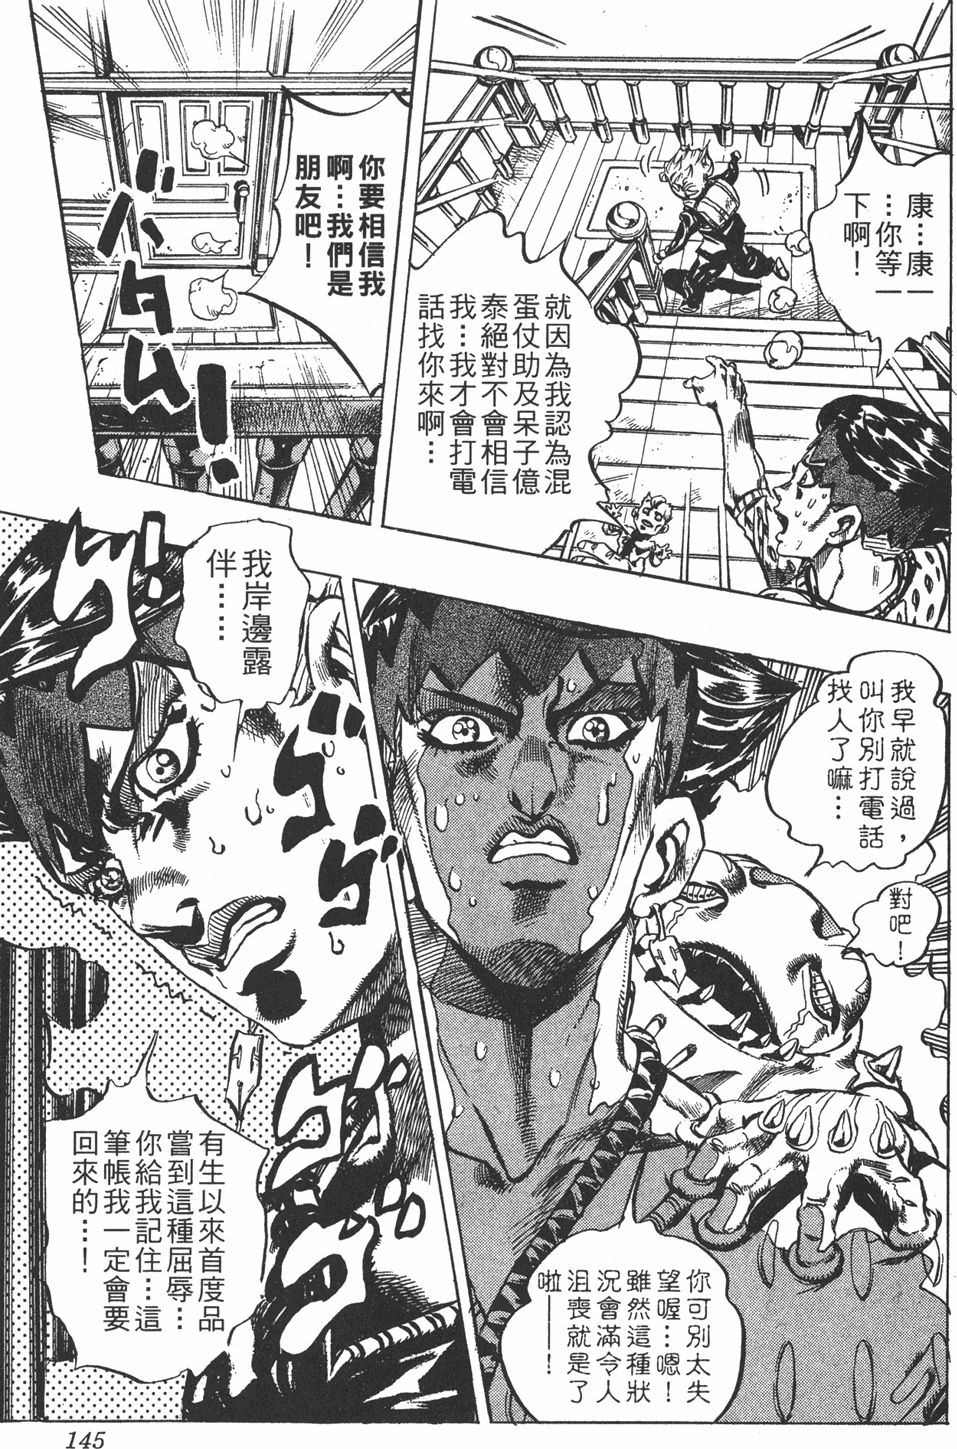 康…康一
…你等一
下啊！
就因為我認為混
蛋仗助及呆子億
泰絕對不會相信
我…我才會打電
話找你來啊…
你要相信我
啊…我們是
朋友吧！
バタム！
我早就說過，
叫你別打電話
找人了嘛…
對吧！
你可別太失
望喔…嗯！
雖然這種狀
況會滿令人
沮喪就是了
啦——！
我岸邊露
伴……
ゴゴゴゴ
有生以來首度品
嘗到這種屈辱…
你給我記住…這
筆帳我一定會要
回來的…！
145